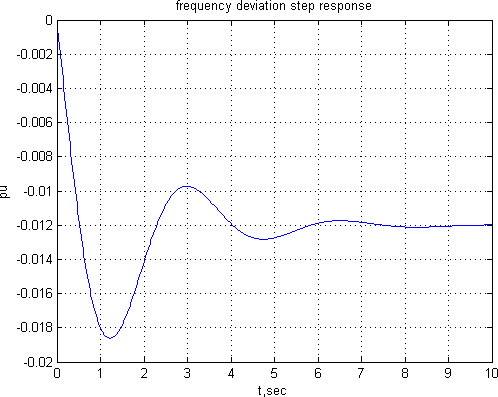 frequency deviation step response
0
-0.002
-0.004
-0.006
-0.008
-0.01
-0.012
-0.014
-0.016
-0.018
-0.02
pu
0 1 2 3 4 5 6 7 8 9 10
t,sec